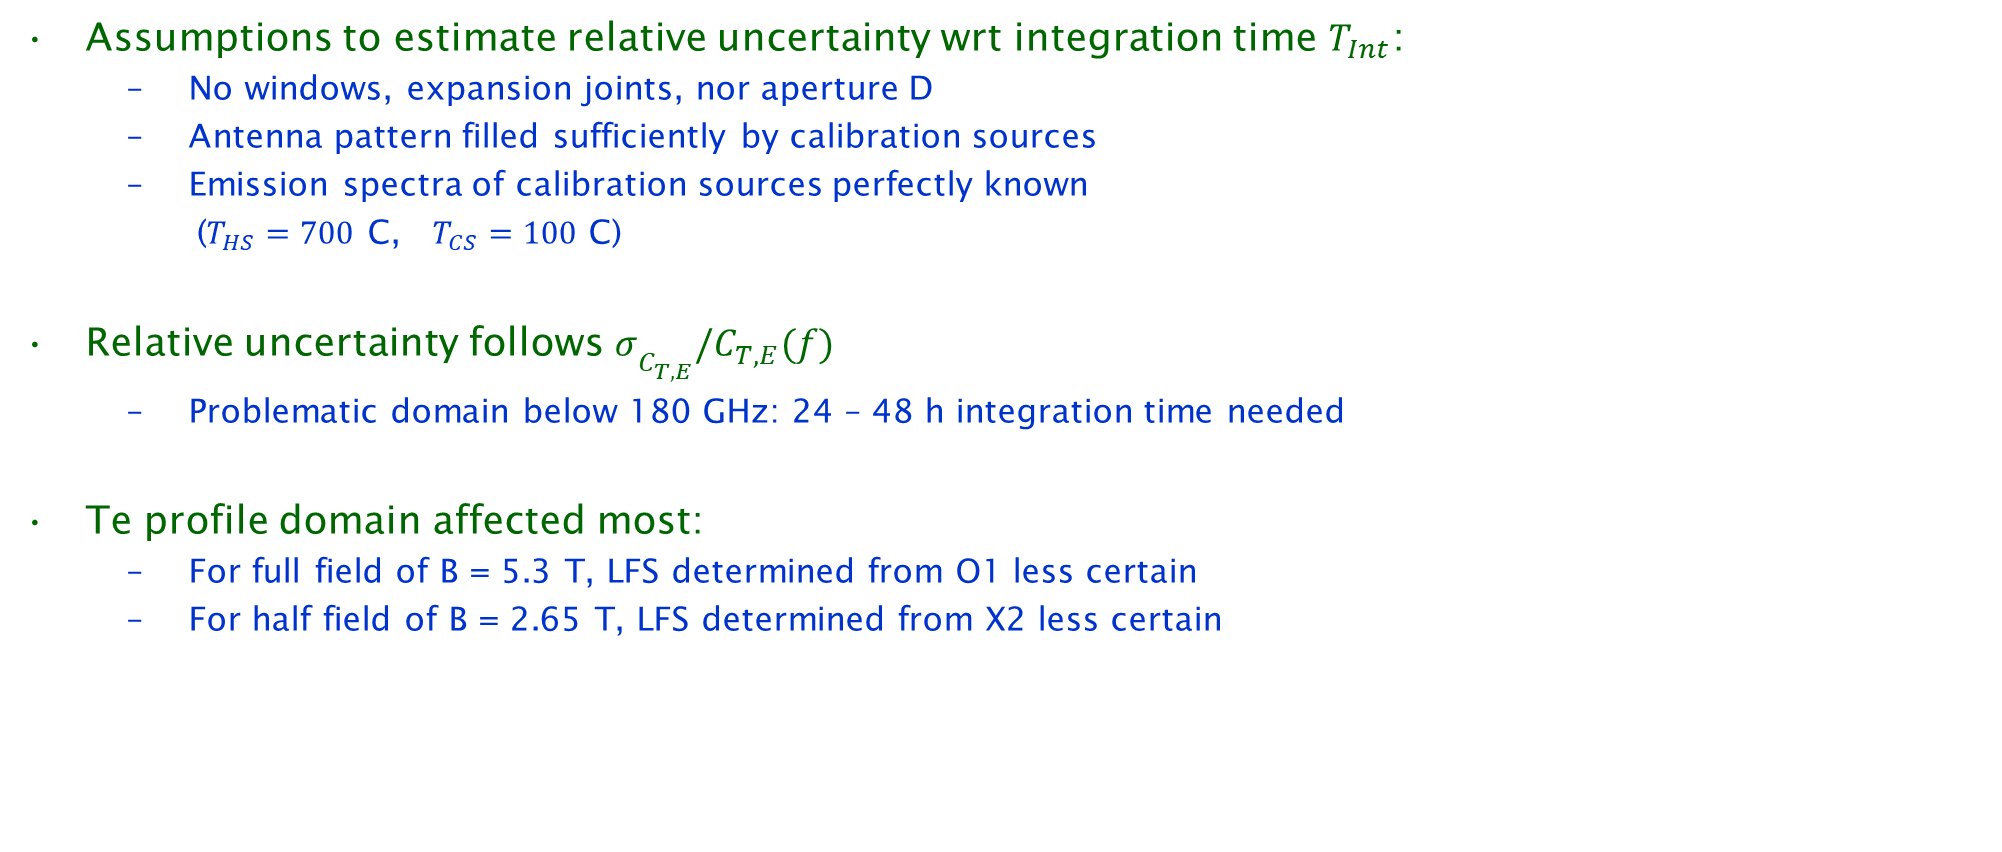 · Assumptions to estimate relative uncertainty wrt integration time T_Int:
– No windows, expansion joints, nor aperture D
– Antenna pattern filled sufficiently by calibration sources
– Emission spectra of calibration sources perfectly known
(T_HS = 700 C, T_CS = 100 C)
· Relative uncertainty follows σ_{C_{T,E}}/C_{T,E}(f)
– Problematic domain below 180 GHz: 24 – 48 h integration time needed
· Te profile domain affected most:
– For full field of B = 5.3 T, LFS determined from O1 less certain
– For half field of B = 2.65 T, LFS determined from X2 less certain